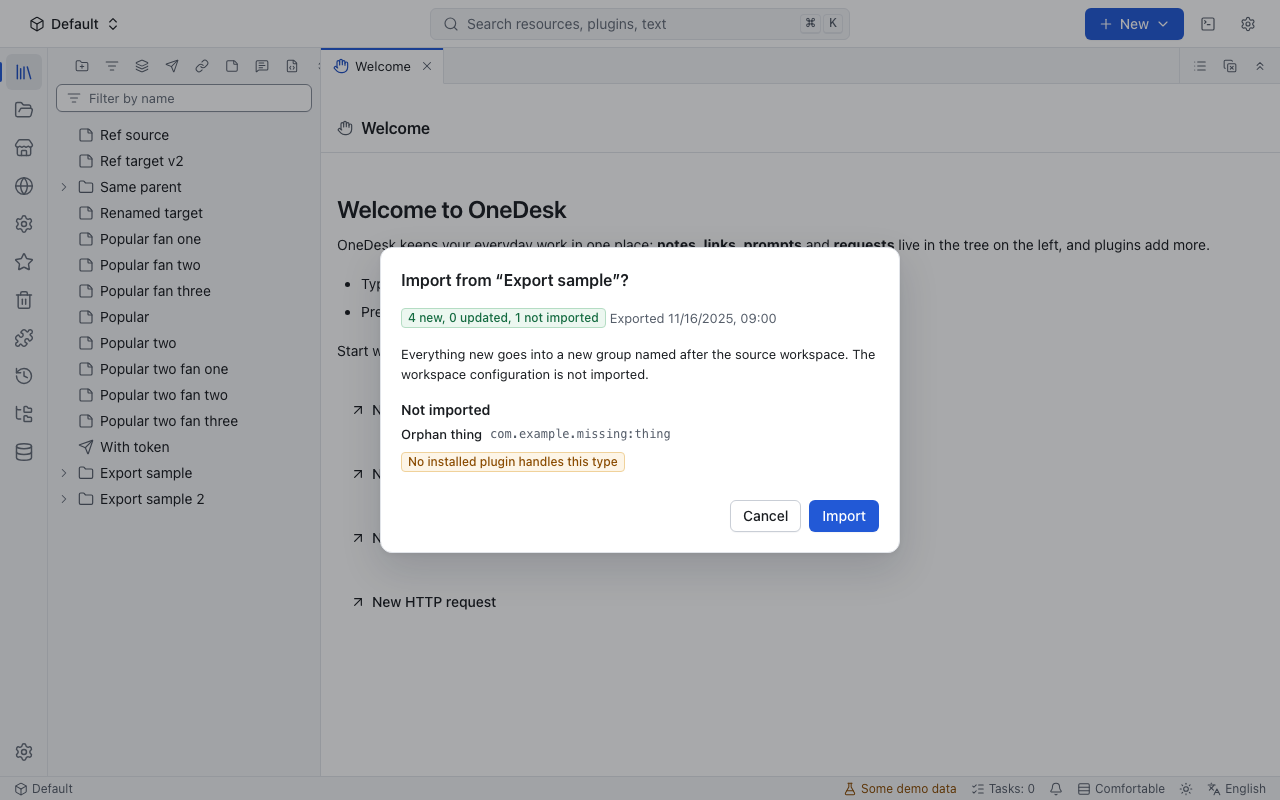 Default
Search resources, plugins, text
⌘ K
New
Filter by name
Ref source
Ref target v2
Same parent
Renamed target
Popular fan one
Popular fan two
Popular fan three
Popular
Popular two
Popular two fan one
Popular two fan two
Popular two fan three
With token
Export sample
Export sample 2
Welcome
Welcome
Welcome to OneDesk
OneDesk keeps your everyday work in one place: notes, links, prompts and requests live in the tree on the left, and plugins add more.
Start
New HTTP request
Import from “Export sample”?
4 new, 0 updated, 1 not imported
Exported 11/16/2025, 09:00
Everything new goes into a new group named after the source workspace. The
workspace configuration is not imported.
Not imported
Orphan thing com.example.missing:thing
No installed plugin handles this type
Cancel
Import
Default
Some demo data
Tasks: 0
Comfortable
English